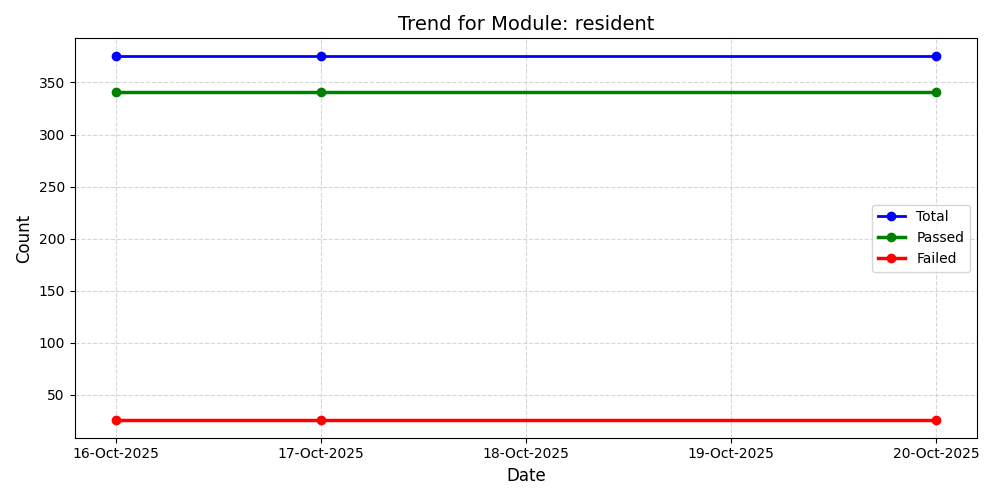 Trend for Module: resident
Count
350
300
250
200
150
100
50
Total
Passed
Failed
16-Oct-2025
17-Oct-2025
18-Oct-2025
19-Oct-2025
20-Oct-2025
Date